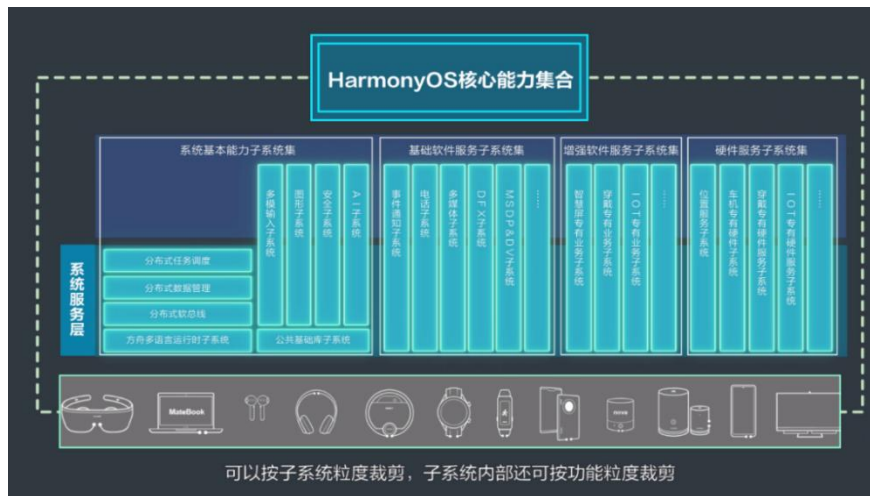 HarmonyOS核心能力集合
系统基本能力子系统集
基础软件服务子系统集
增强软件服务子系统集
硬件服务子系统集
系统服务层
分布式任务调度
分布式数据管理
分布式软总线
方舟多语言运行时子系统
多模输入子系统
图形子系统
安全子系统
AI子系统
公共基础库子系统
事件通知子系统
电话子系统
多媒体子系统
DFX子系统
MSDP&DV子系统
……
智慧屏专有业务子系统
穿戴专有业务子系统
IOT专有业务子系统
……
位置服务子系统
车机专有硬件子系统
穿戴专有硬件服务子系统
IOT专有硬件服务子系统
……
MateBook
可以按子系统粒度裁剪，子系统内部还可按功能粒度裁剪